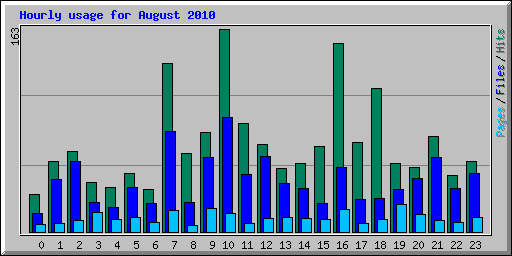 Hourly usage for August 2010
163
Pages/Files/Hits
0 1 2 3 4 5 6 7 8 9 10 11 12 13 14 15 16 17 18 19 20 21 22 23